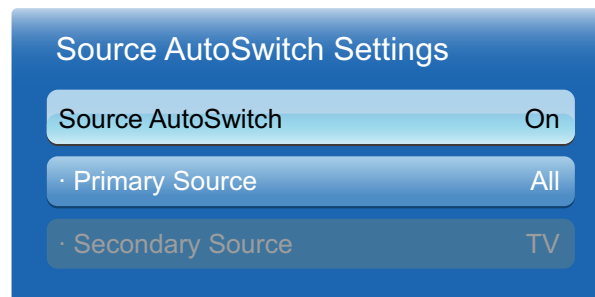 Source AutoSwitch Settings
Source AutoSwitch On
· Primary Source All
· Secondary Source TV